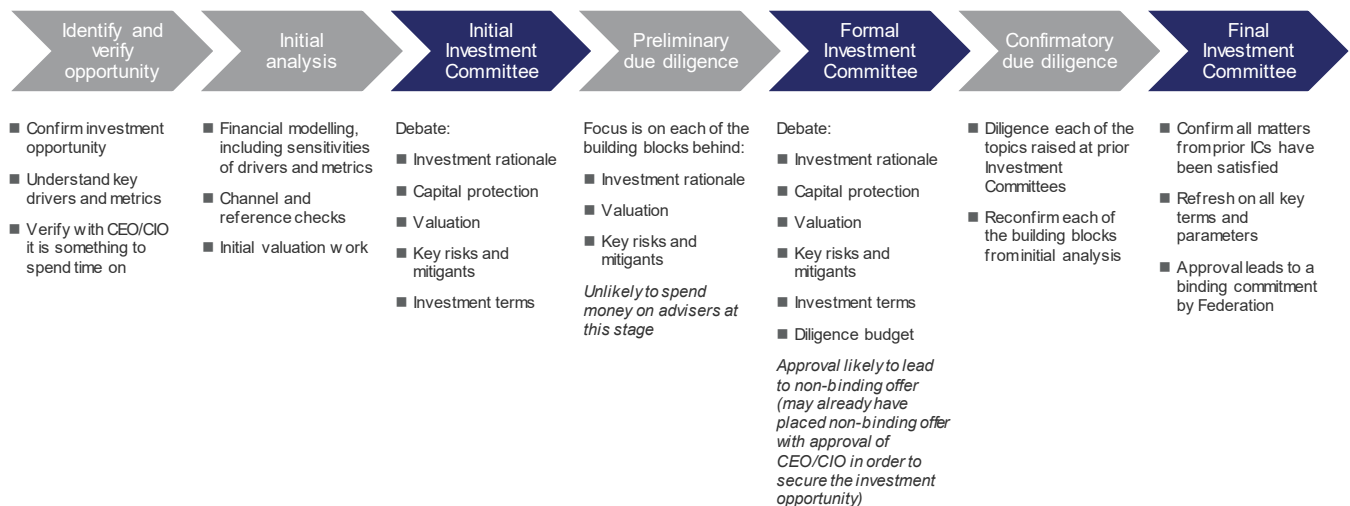 Identify and
verify
opportunity
Initial
analysis
Initial
Investment
Committee
Preliminary
due diligence
Formal
Investment
Committee
Confirmatory
due diligence
Final
Investment
Committee
■ Confirm investment
opportunity
■ Understand key
drivers and metrics
■ Verify with CEO/CIO
it is something to
spend time on
■ Financial modelling,
including sensitivities
of drivers and metrics
■ Channel and
reference checks
■ Initial valuation work
Debate:
■ Investment rationale
■ Capital protection
■ Valuation
■ Key risks and
mitigants
■ Investment terms
Focus is on each of the
building blocks behind:
■ Investment rationale
■ Valuation
■ Key risks and
mitigants
Unlikely to spend
money on advisers at
this stage
Debate:
■ Investment rationale
■ Capital protection
■ Valuation
■ Key risks and
mitigants
■ Investment terms
■ Diligence budget
Approval likely to lead
to non-binding offer
(may already have
placed non-binding offer
with approval of
CEO/CIO in order to
secure the investment
opportunity)
■ Diligence each of the
topics raised at prior
Investment
Committees
■ Reconfirm each of
the building blocks
from initial analysis
■ Confirm all matters
from prior ICs have
been satisfied
■ Refresh on all key
terms and
parameters
■ Approval leads to a
binding commitment
by Federation